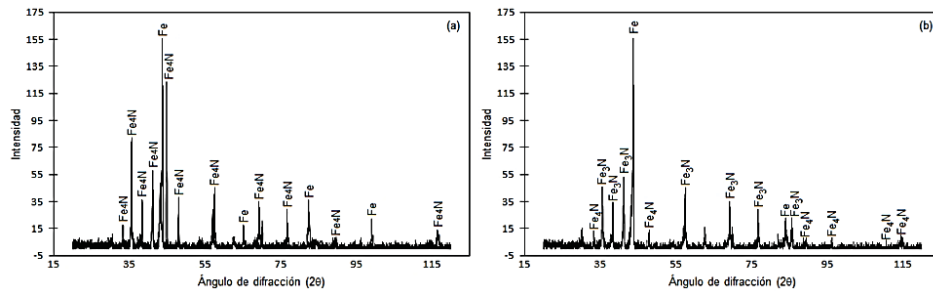 (a)
Intensidad
175
155
135
115
95
75
55
35
15
-5
Fe4N
Fe4N
Fe4N
Fe4N
Fe
Fe4N
Fe4N
Fe4N
Fe
Fe4N
Fe4N
Fe
Fe4N
Fe
Fe4N
15 35 55 75 95 115
Ángulo de difracción (2θ)
(b)
Intensidad
175
155
135
115
95
75
55
35
15
-5
Fe4N
Fe3N
Fe3N
Fe3N
Fe
Fe4N
Fe3N
Fe3N
Fe3N
Fe
Fe3N
Fe4N
Fe4N
Fe4N
Fe4N
15 35 55 75 95 115
Ángulo de difracción (2θ)